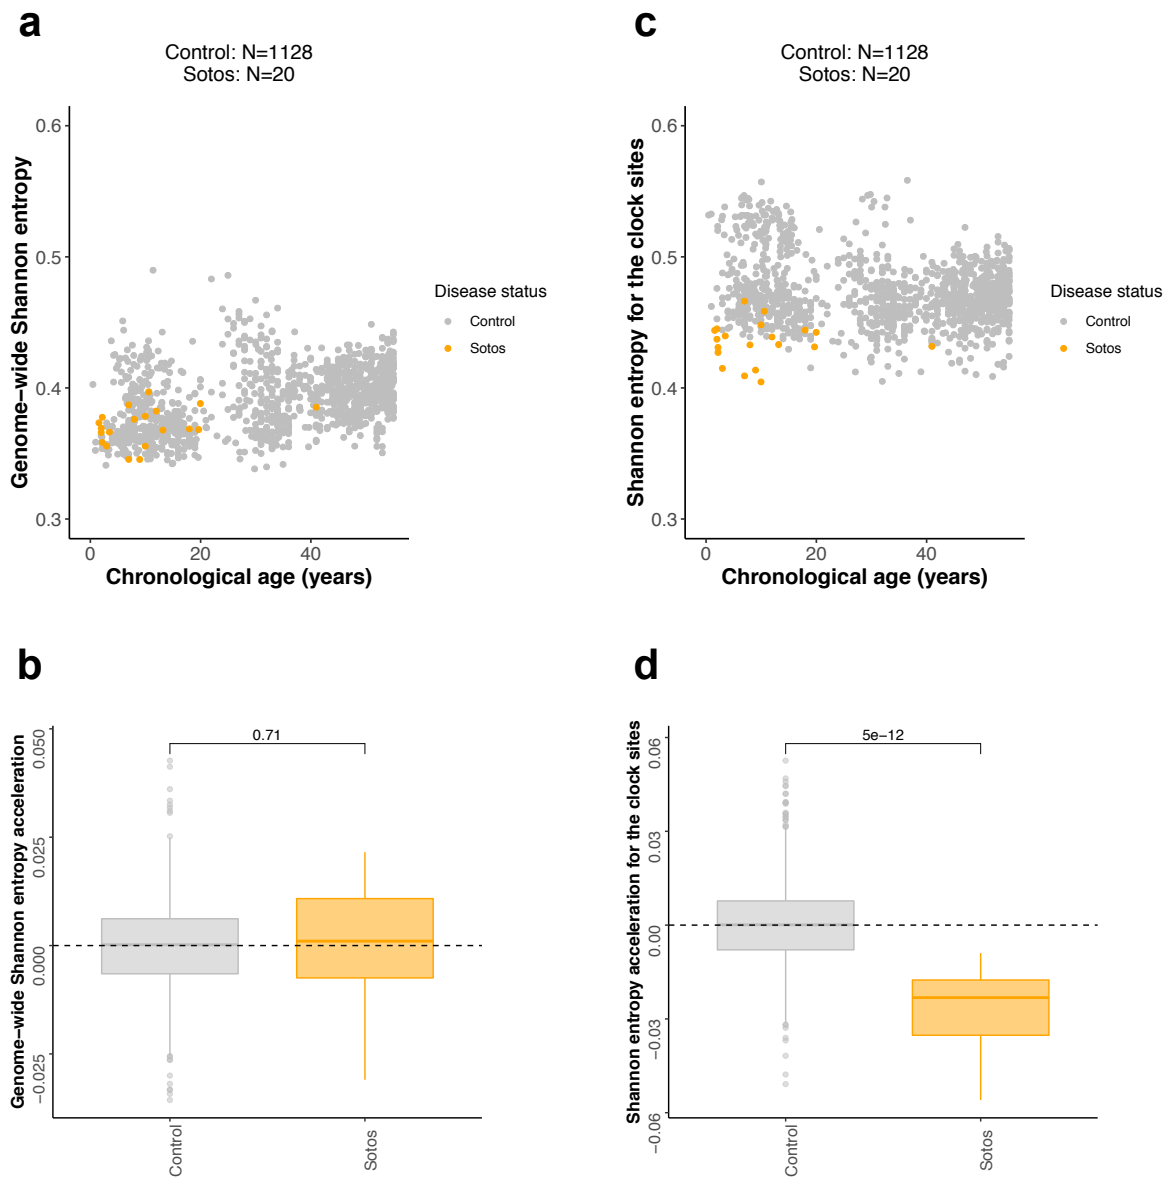 a
Control: N=1128
Sotos: N=20
Genome−wide Shannon entropy
0.6
0.5
0.4
0.3
0
20
40
Chronological age (years)
Disease status
Control
Sotos
c
Control: N=1128
Sotos: N=20
Shannon entropy for the clock sites
0.6
0.5
0.4
0.3
0
20
40
Chronological age (years)
Disease status
Control
Sotos
b
Genome−wide Shannon entropy acceleration
0.050
0.025
0.000
−0.025
0.71
Control
Sotos
d
Shannon entropy acceleration for the clock sites
0.06
0.03
0.00
−0.03
−0.06
5e−12
Control
Sotos